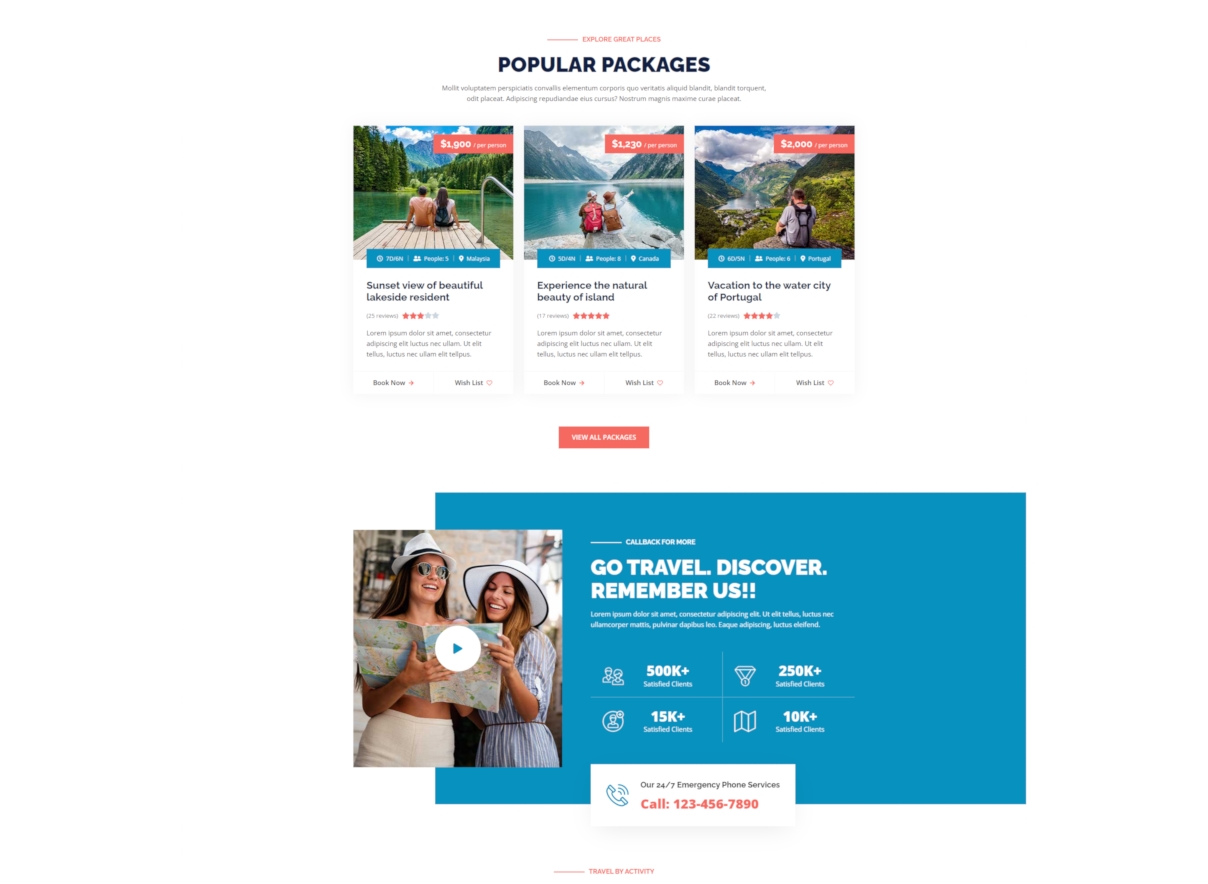 EXPLORE GREAT PLACES
POPULAR PACKAGES
Mollit voluptatem perspiciatis convallis elementum corporis quo veritatis aliquid blandit, blandit torquent,
odit placeat. Adipiscing repudiandae eius cursus? Nostrum magnis maxime curae placeat.
$1,900 / per person
7D/6N | People: 5 | Malaysia
Sunset view of beautiful
lakeside resident
(25 reviews)
Lorem ipsum dolor sit amet, consectetur
adipiscing elit luctus nec ullam. Ut elit
tellus, luctus nec ullam elit tellpus.
Book Now
Wish List
$1,230 / per person
5D/4N | People: 8 | Canada
Experience the natural
beauty of island
(17 reviews)
Lorem ipsum dolor sit amet, consectetur
adipiscing elit luctus nec ullam. Ut elit
tellus, luctus nec ullam elit tellpus.
Book Now
Wish List
$2,000 / per person
6D/5N | People: 6 | Portugal
Vacation to the water city
of Portugal
(22 reviews)
Lorem ipsum dolor sit amet, consectetur
adipiscing elit luctus nec ullam. Ut elit
tellus, luctus nec ullam elit tellpus.
Book Now
Wish List
VIEW ALL PACKAGES
CALLBACK FOR MORE
GO TRAVEL. DISCOVER.
REMEMBER US!!
Lorem ipsum dolor sit amet, consectetur adipiscing elit. Ut elit tellus, luctus nec
ullamcorper mattis, pulvinar dapibus leo. Eaque adipiscing, luctus eleifend.
500K+
Satisfied Clients
250K+
Satisfied Clients
15K+
Satisfied Clients
10K+
Satisfied Clients
Our 24/7 Emergency Phone Services
Call: 123-456-7890
TRAVEL BY ACTIVITY